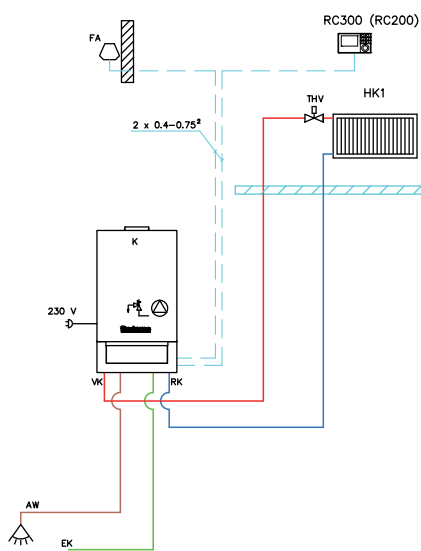 RC300 (RC200)
FA
THV
HK1
2 x 0.4-0.75²
K
230 V
VK
RK
AW
EK